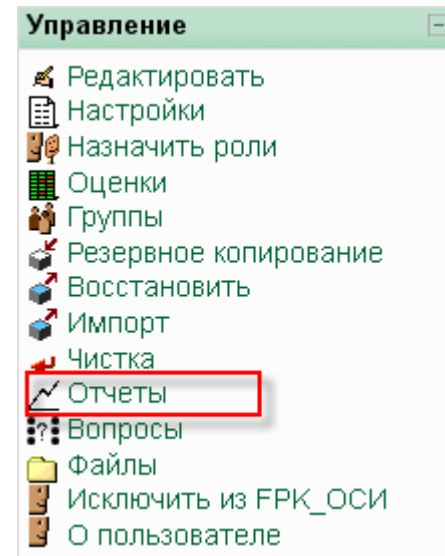 Управление
Редактировать
Настройки
Назначить роли
Оценки
Группы
Резервное копирование
Восстановить
Импорт
Чистка
Отчеты
Вопросы
Файлы
Исключить из FPK_ОСИ
О пользователе